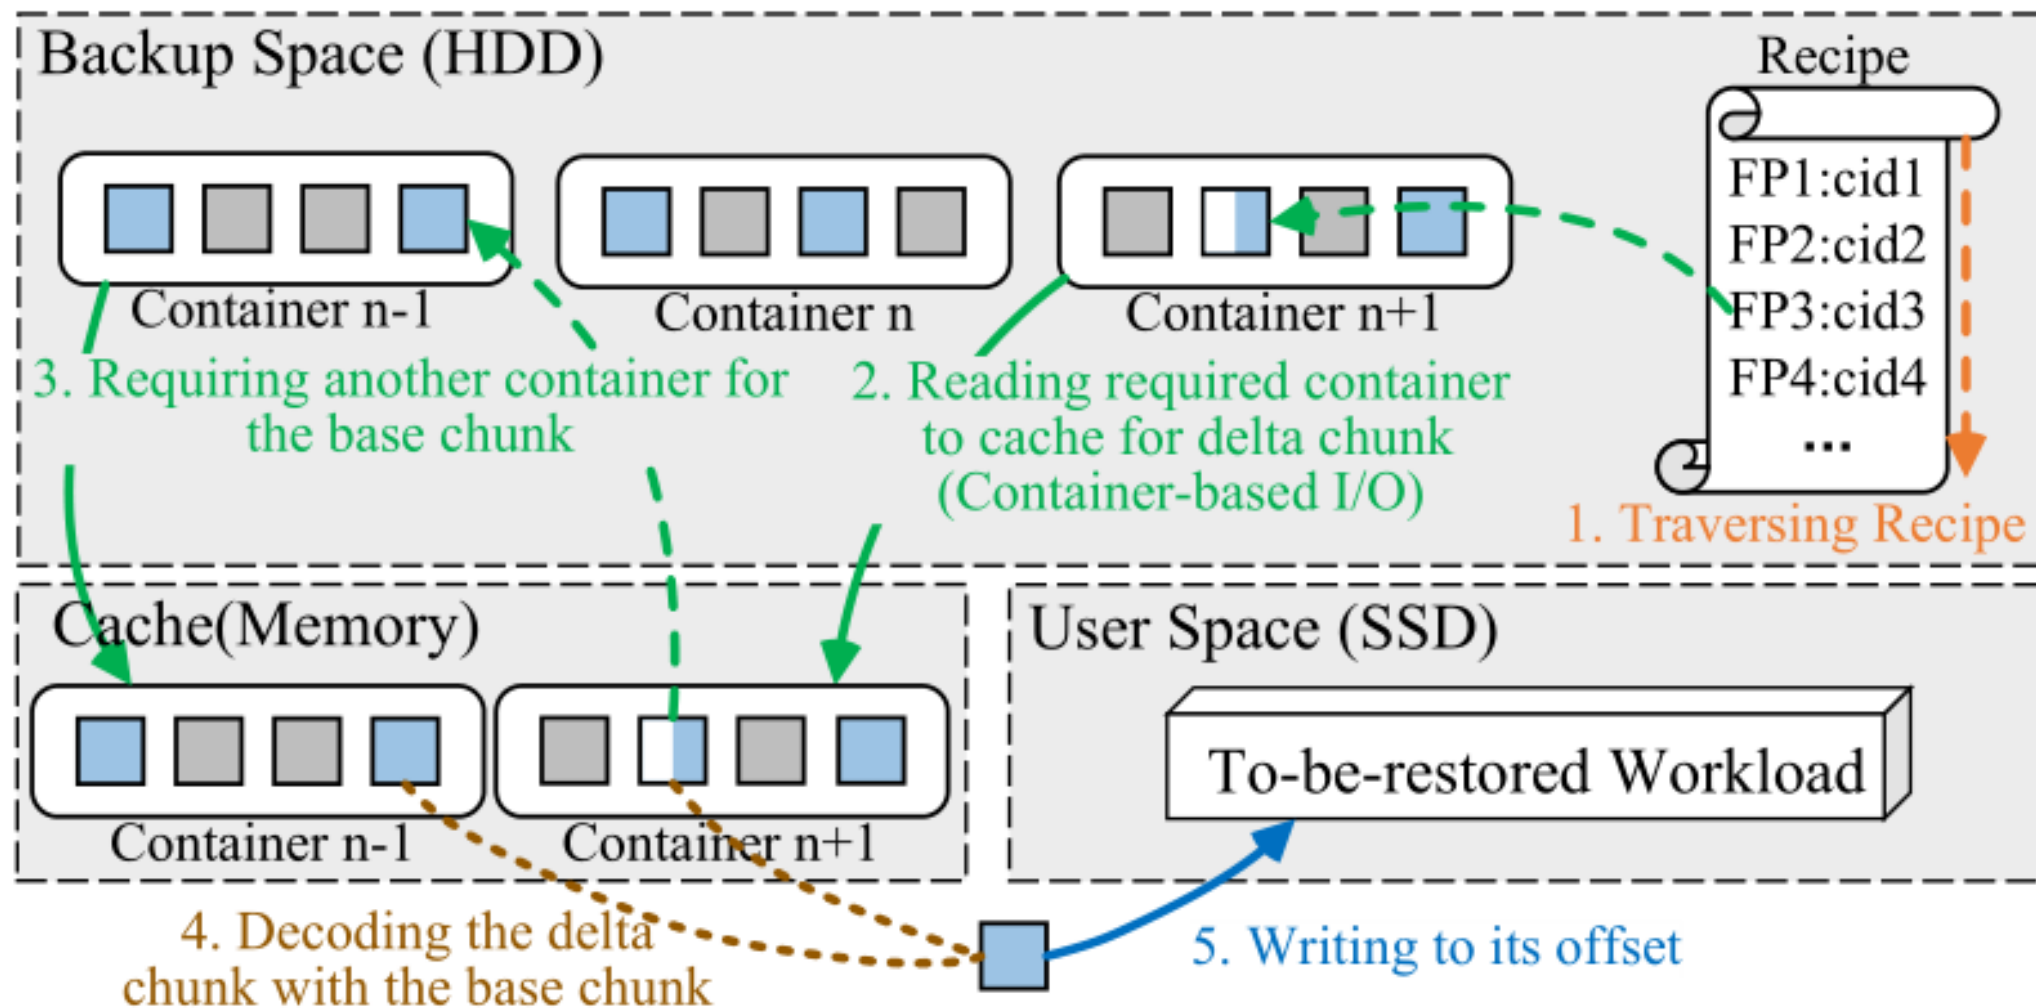 Backup Space (HDD)
Recipe
FP1:cid1
FP2:cid2
FP3:cid3
FP4:cid4
...
Container n-1
Container n
Container n+1
3. Requiring another container for
the base chunk
2. Reading required container
to cache for delta chunk
(Container-based I/O)
1. Traversing Recipe
Cache(Memory)
User Space (SSD)
To-be-restored Workload
Container n-1
Container n+1
4. Decoding the delta
chunk with the base chunk
5. Writing to its offset